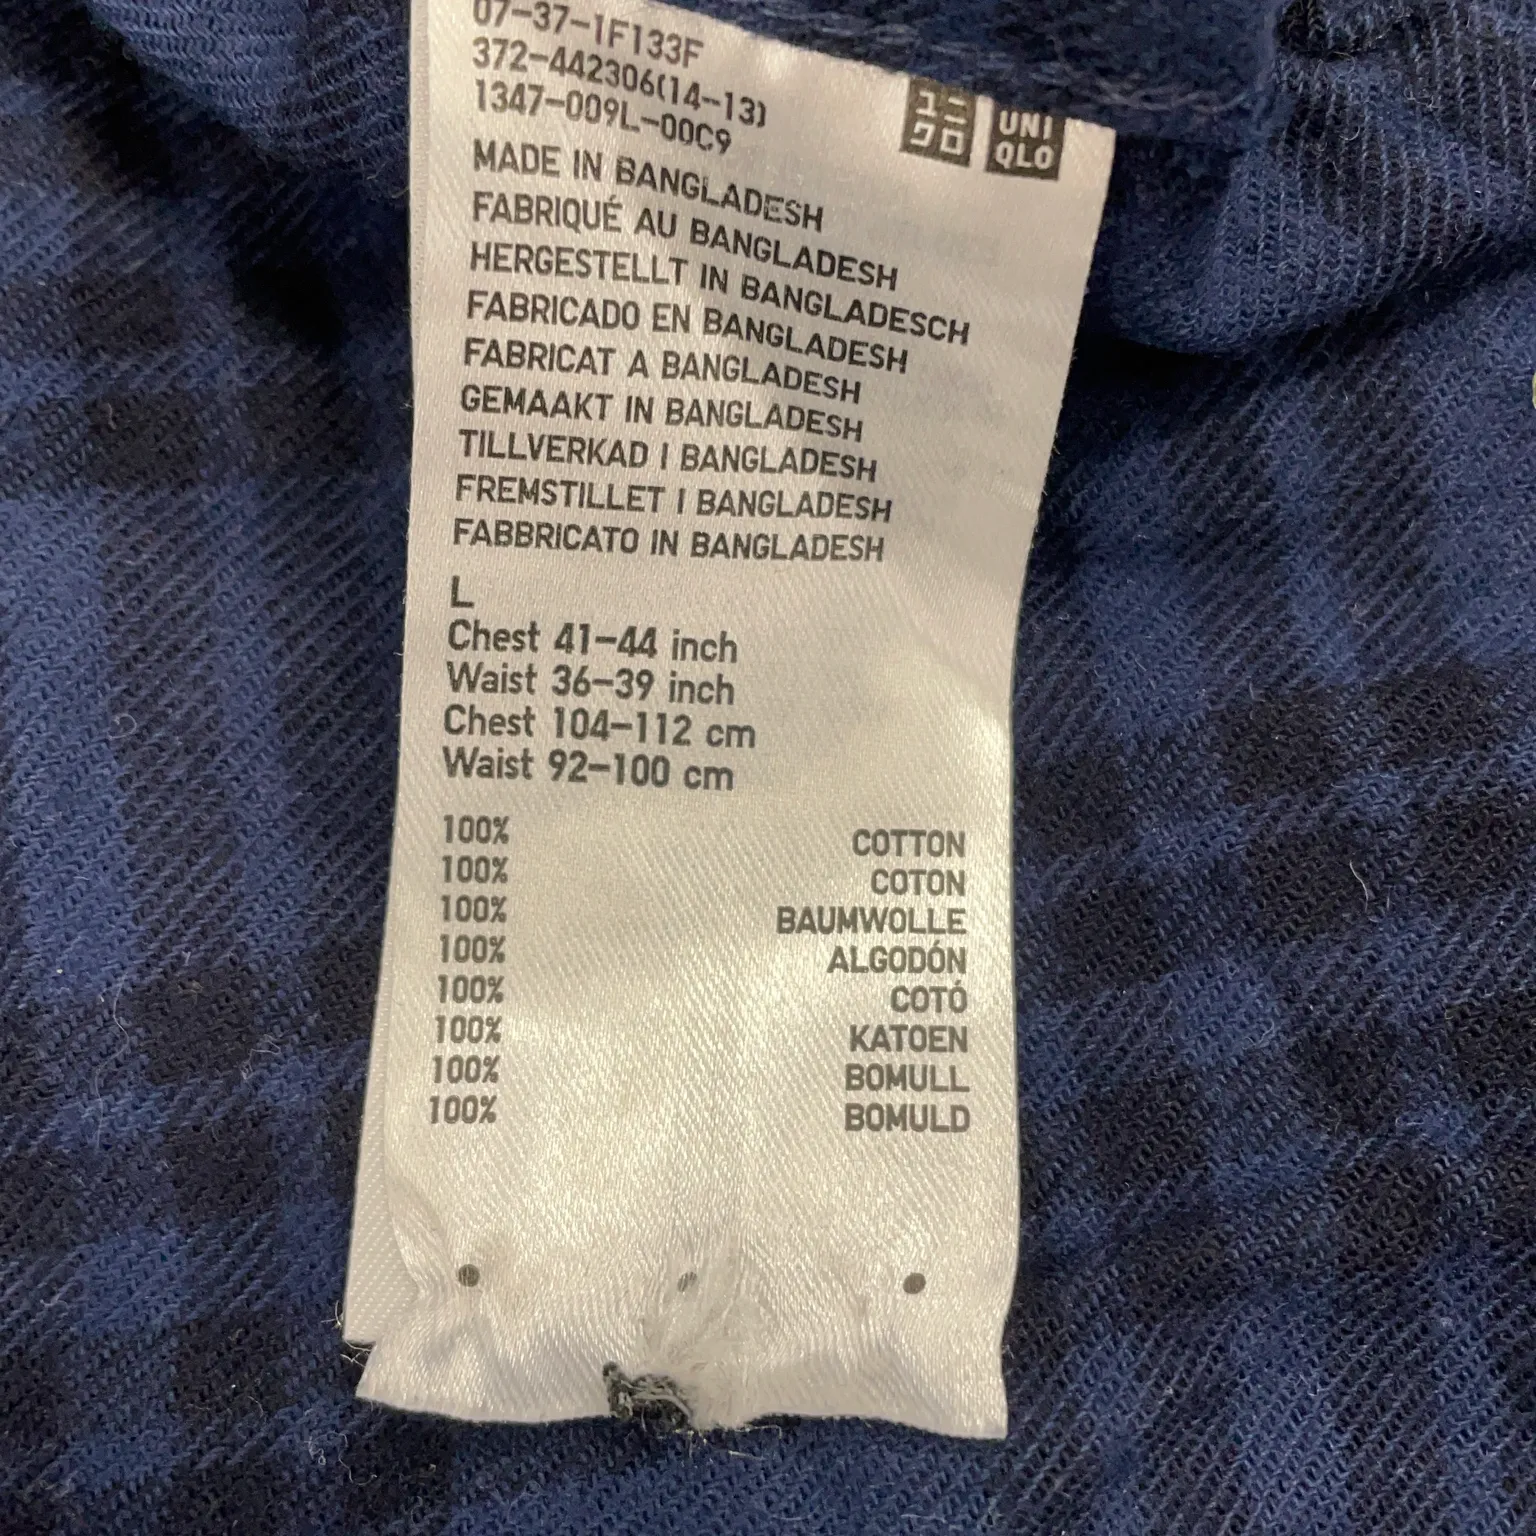 07-37-1F133F
372-442306(14-13)
1347-009L-00C9
ユニ
クロ
UNI
QLO
MADE IN BANGLADESH
FABRIQUÉ AU BANGLADESH
HERGESTELLT IN BANGLADESCH
FABRICADO EN BANGLADESH
FABRICAT A BANGLADESH
GEMAAKT IN BANGLADESH
TILLVERKAD I BANGLADESH
FREMSTILLET I BANGLADESH
FABBRICATO IN BANGLADESH
L
Chest 41-44 inch
Waist 36-39 inch
Chest 104-112 cm
Waist 92-100 cm
100% COTTON
100% COTON
100% BAUMWOLLE
100% ALGODÓN
100% COTÓ
100% KATOEN
100% BOMULL
100% BOMULD